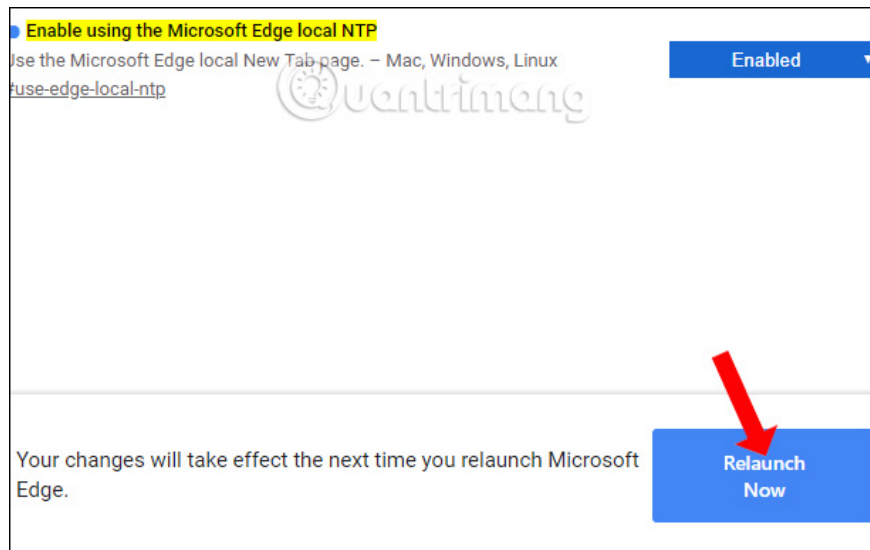 Enable using the Microsoft Edge local NTP
Use the Microsoft Edge local New Tab page. – Mac, Windows, Linux
#use-edge-local-ntp
Enabled
Quantrimang
Your changes will take effect the next time you relaunch Microsoft
Edge.
Relaunch
Now